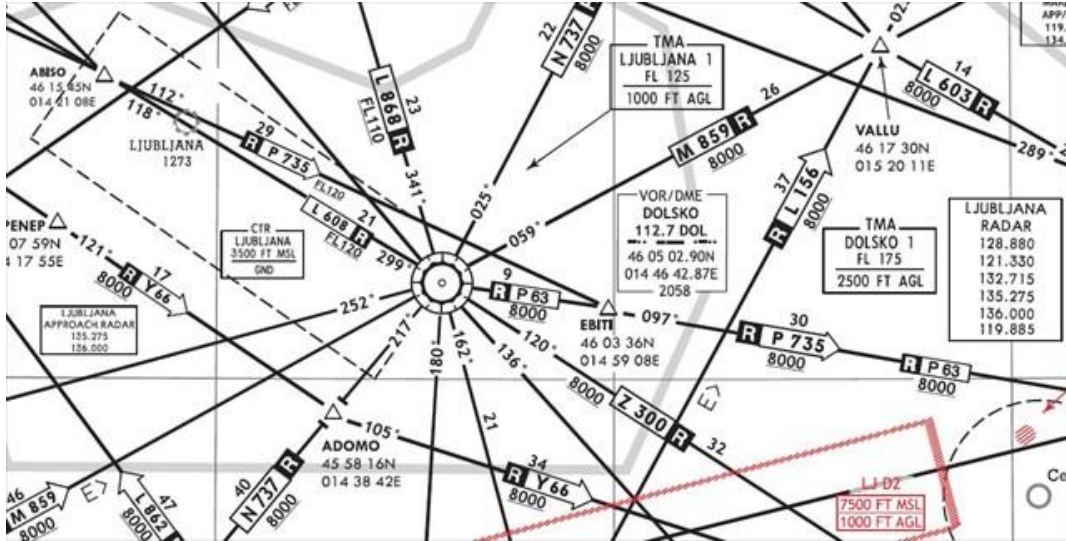 ABISO
46 15 45N
014 21 08E
112°
118°
LJUBLJANA
1273
29
R P 735
FL120
21
L 608 R
FL120
299°
23
L 868 R
FL110
341°
22
N 737 R
8000
025°
TMA
LJUBLJANA 1
FL 125
1000 FT AGL
26
M 859 R
8000
059°
14
L 603 R
8000
VALLU
46 17 30N
015 20 11E
289°
APP/
119.
134.
PENEP
07 59N
17 55E
121°
17
R Y66
8000
CTR
LJUBLJANA
3500 FT MSL
GND
LJUBLJANA
APPROACH RADAR
135.275
136.000
252°
217°
180°
162°
136°
120°
VOR/DME
DOLSKO
112.7 DOL
46 05 02.90N
014 46 42.87E
2058
9
R P 63
8000
EBITI
46 03 36N
014 59 08E
097°
37
R L 156
8000
TMA
DOLSKO 1
FL 175
2500 FT AGL
LJUBLJANA
RADAR
128.880
121.330
132.715
135.275
136.000
119.885
30
R P 735
8000
R P 63
8000
8000
Z 300 R
32
E>
21
ADOMO
45 58 16N
014 38 42E
105°
34
R Y66
8000
40
N 737 R
8000
46
M 859
8000
E>
47
L 862
8000
LJ D2
7500 FT MSL
1000 FT AGL
Ce